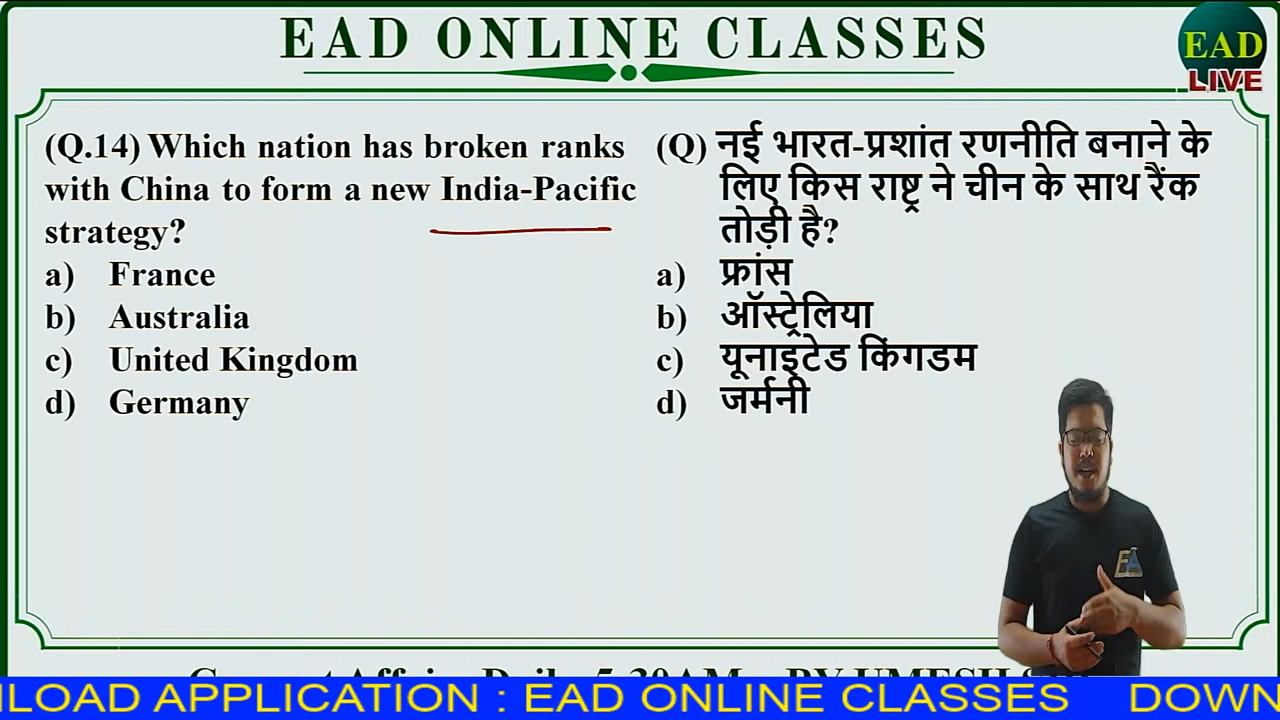 EAD ONLINE CLASSES
EAD
LIVE
(Q.14) Which nation has broken ranks
with China to form a new India-Pacific
strategy?
a) France
b) Australia
c) United Kingdom
d) Germany
(Q) नई भारत-प्रशांत रणनीति बनाने के
लिए किस राष्ट्र ने चीन के साथ रैंक
तोड़ी है?
a) फ्रांस
b) ऑस्ट्रेलिया
c) यूनाइटेड किंगडम
d) जर्मनी
NLOAD APPLICATION : EAD ONLINE CLASSES DOWN